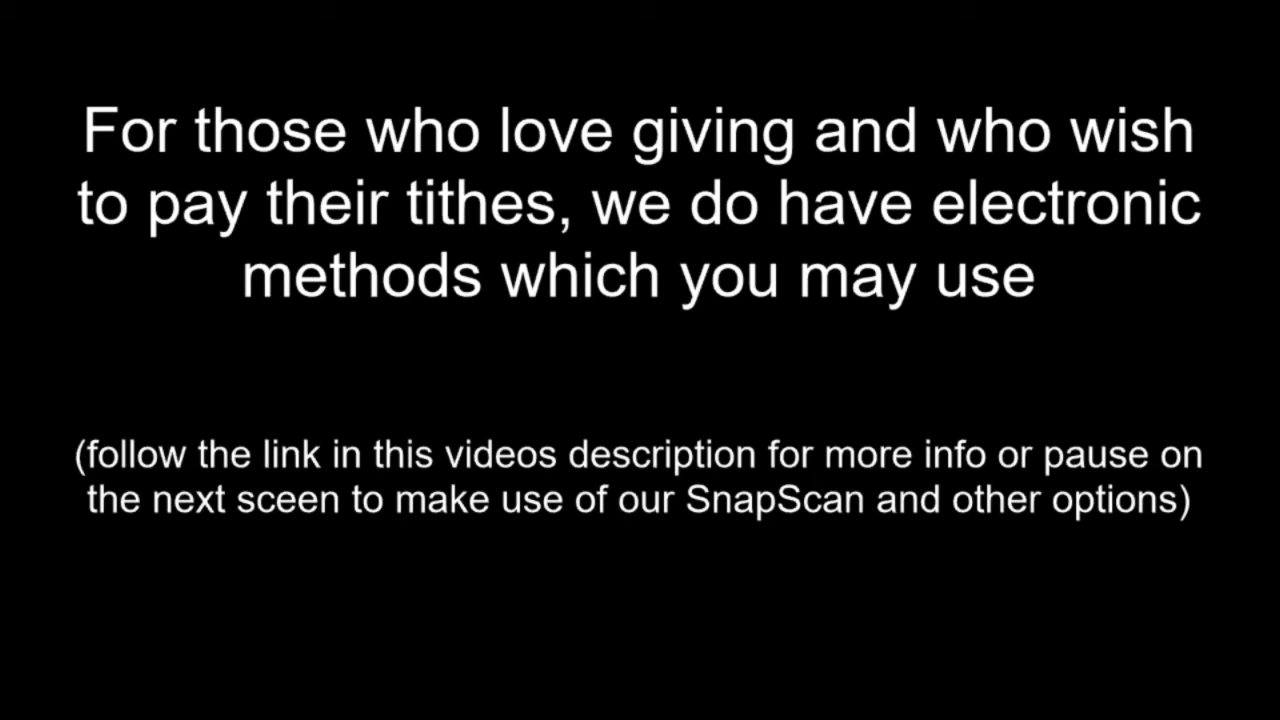 For those who love giving and who wish
to pay their tithes, we do have electronic
methods which you may use
(follow the link in this videos description for more info or pause on
the next sceen to make use of our SnapScan and other options)